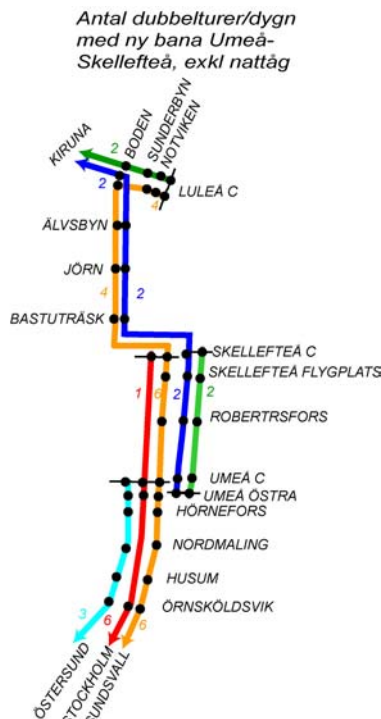 Antal dubbelturer/dygn
med ny bana Umeå-
Skellefteå, exkl nattåg
KIRUNA
2
BODEN
SUNDERBYN
NOTVIKEN
2
4
LULEÅ C
ÄLVSBYN
JÖRN
4
2
BASTUTRÄSK
SKELLEFTEÅ C
SKELLEFTEÅ FLYGPLATS
1
6
2
2
ROBERTRSFORS
UMEÅ C
UMEÅ ÖSTRA
HÖRNEFORS
NORDMALING
HUSUM
ÖRNSKÖLDSVIK
3
6
6
ÖSTERSUND
STOCKHOLM
SUNDSVALL